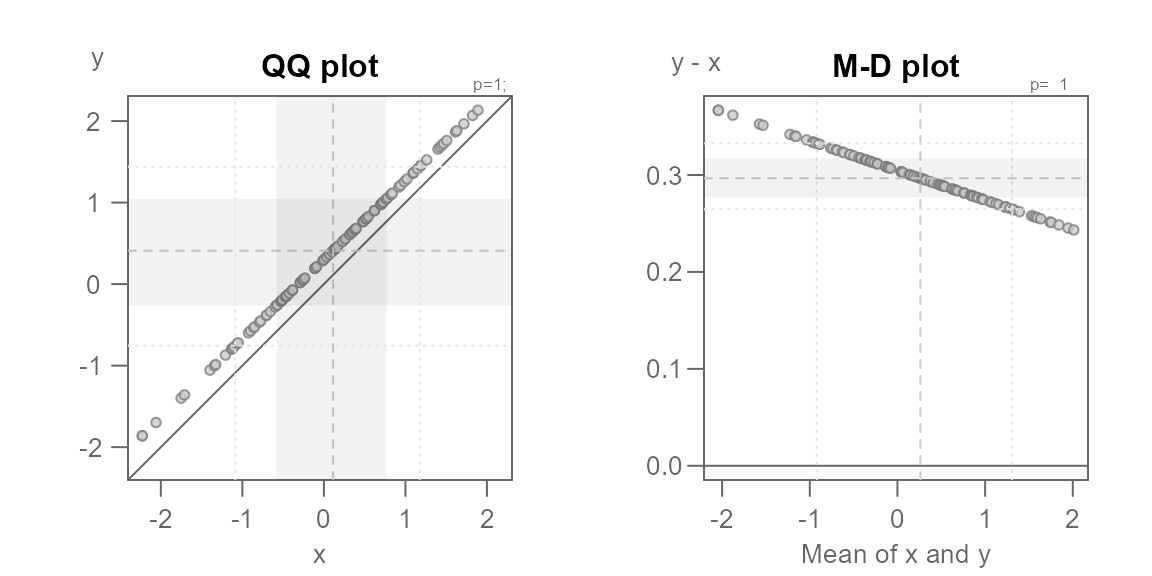 y
QQ plot
p=1;
2
1
0
-1
-2
-2 -1 0 1 2
x
y - x
M-D plot
p= 1
0.3
0.2
0.1
0.0
-2 -1 0 1 2
Mean of x and y